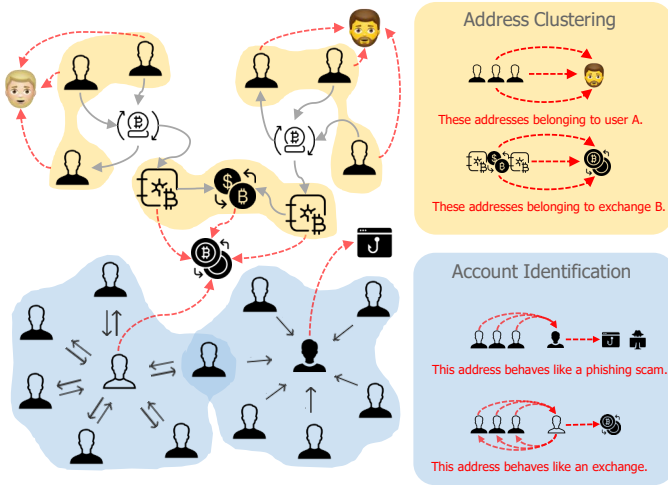 Address Clustering
These addresses belonging to user A.
These addresses belonging to exchange B.
Account Identification
This address behaves like a phishing scam.
This address behaves like an exchange.